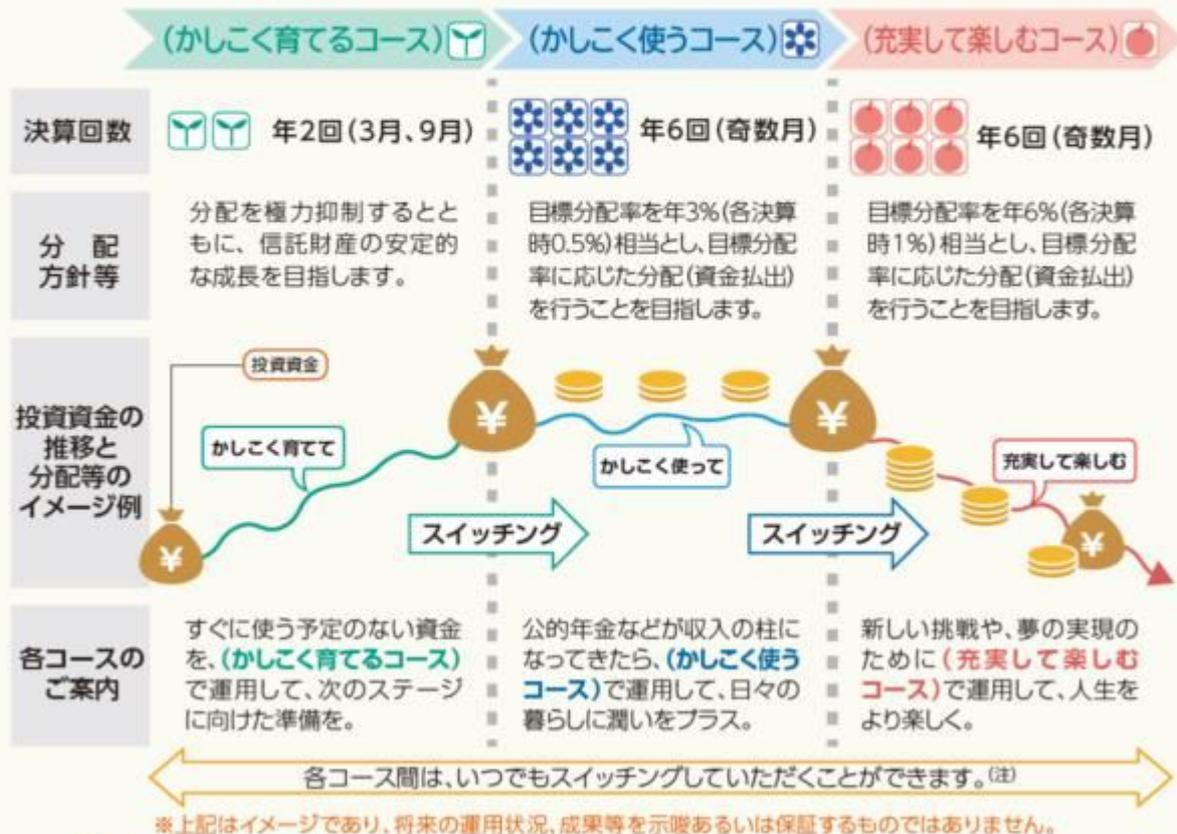 (かしこく育てるコース)
(かしこく使うコース)
(充実して楽しむコース)
決算回数
年2回(3月、9月)
年6回(奇数月)
年6回(奇数月)
分 配
方針等
分配を極力抑制するとと
もに、信託財産の安定的
な成長を目指します。
目標分配率を年3%(各決算
時0.5%)相当とし、目標分配
率に応じた分配(資金払出)
を行うことを目指します。
目標分配率を年6%(各決算
時1%)相当とし、目標分配
率に応じた分配(資金払出)
を行うことを目指します。
投資資金の
推移と
分配等の
イメージ例
投資資金
¥
かしこく育てて
¥
スイッチング
かしこく使って
¥
スイッチング
充実して楽しむ
¥
各コースの
ご案内
すぐに使う予定のない資金
を、(かしこく育てるコース)
で運用して、次のステージ
に向けた準備を。
公的年金などが収入の柱に
なってきたら、(かしこく使う
コース)で運用して、日々の
暮らしに潤いをプラス。
新しい挑戦や、夢の実現の
ために(充実して楽しむ
コース)で運用して、人生を
より楽しく。
各コース間は、いつでもスイッチングしていただくことができます。(注)
※上記はイメージであり、将来の運用状況、成果等を示唆あるいは保証するものではありません。